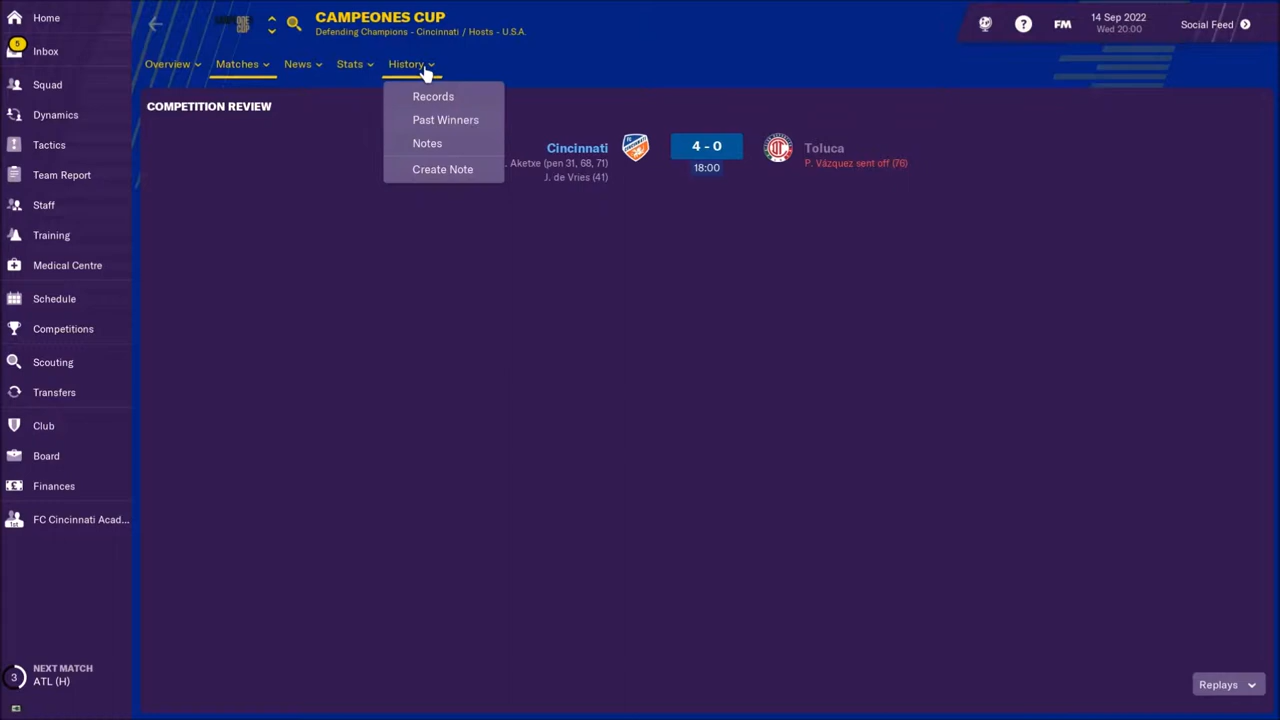 Home
5
Inbox
Squad
Dynamics
Tactics
Team Report
Staff
Training
Medical Centre
Schedule
Competitions
Scouting
Transfers
Club
Board
Finances
1st
FC Cincinnati Acad...
3
NEXT MATCH
ATL (H)
CAMPEONES CUP
Defending Champions - Cincinnati / Hosts - U.S.A.
?
FM
14 Sep 2022
Wed 20:00
Social Feed
Overview
Matches
News
Stats
History
Records
Past Winners
Notes
Create Note
COMPETITION REVIEW
Cincinnati
4 - 0
Toluca
Aketxe (pen 31, 68, 71)
18:00
P. Vázquez sent off (76)
J. de Vries (41)
Replays